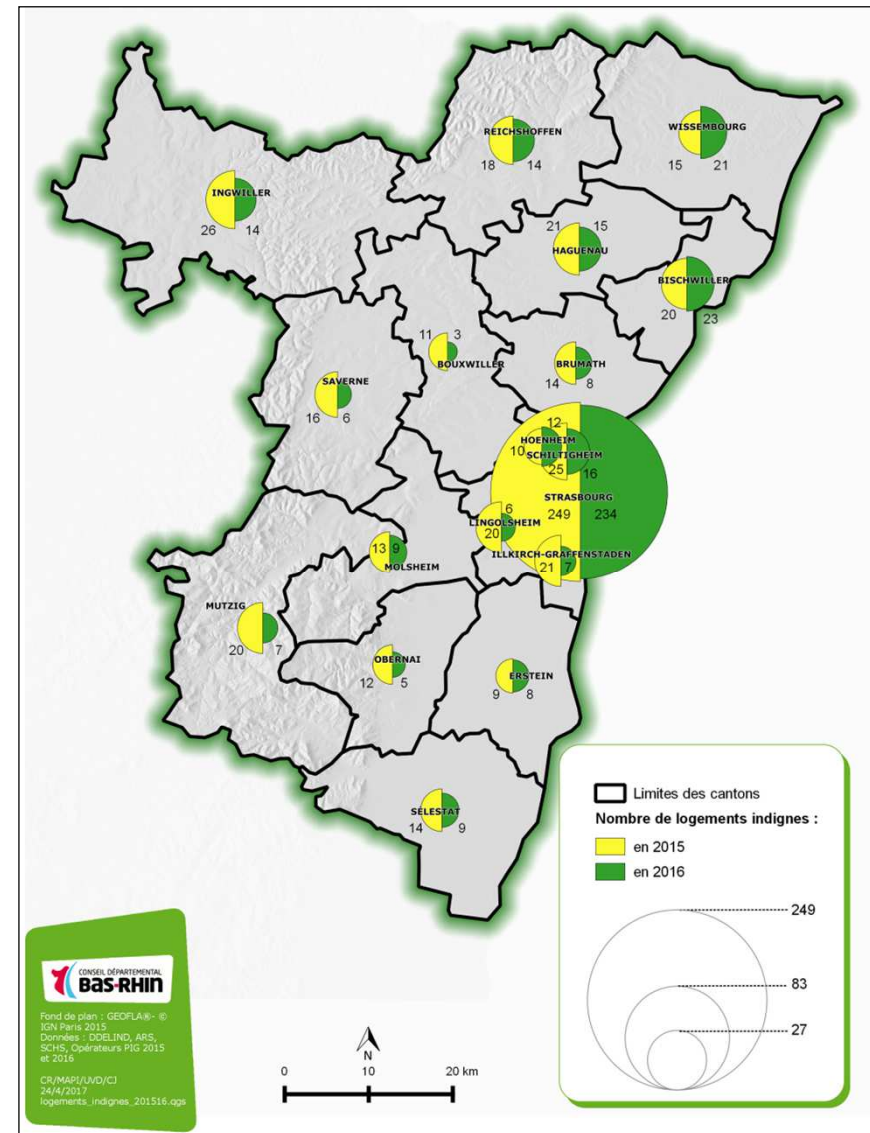 REICHSHOFFEN
18 14
WISSEMBOURG
15 21
INGWILLER
26 14
21 15
HAGUENAU
BISCHWILLER
20 23
11 3
BOUXWILLER
BRUMATH
14 8
SAVERNE
16 6
12
HOENHEIM
10
SCHILTIGHEIM
25 16
STRASBOURG
249 234
6
LINGOLSHEIM
20
ILLKIRCH-GRAFFENSTADEN
21 7
13 9
MOLSHEIM
MUTZIG
20 7
OBERNAI
12 5
ERSTEIN
9 8
SÉLESTAT
14 9
Limites des cantons
Nombre de logements indignes :
en 2015
en 2016
249
83
27
CONSEIL DÉPARTEMENTAL
BAS-RHIN
Fond de plan : GEOFLA®- ©
IGN Paris 2015
Données : DDELIND, ARS,
SCHS, Opérateurs PIG 2015
et 2016
CR/MAPI/UVD/CJ
24/4/2017
logements_indignes_201516.qgs
N
0 10 20 km